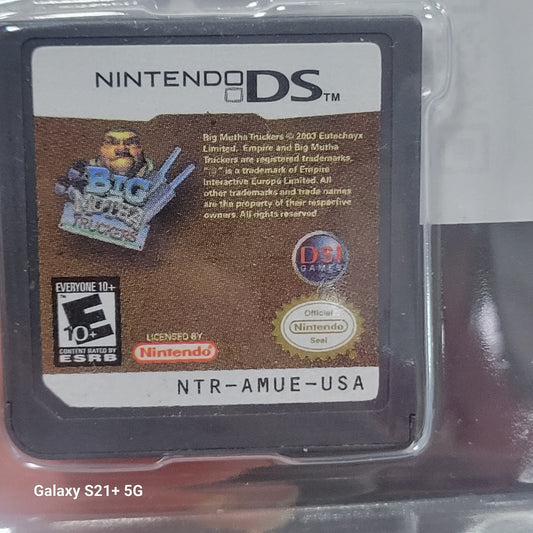 NINTENDO DS™
Big Mutha Truckers © 2003 Eutechnyx
Limited. Empire and Big Mutha
Truckers are registered trademarks.
is a trademark of Empire
Interactive Europe Limited. All
other trademarks and trade names
are the property of their respective
owners. All rights reserved
BIG
MUTHA
TRUCKERS
DSI
GAMES
EVERYONE 10+
E
10+
CONTENT RATED BY
ESRB
LICENSED BY
Nintendo
Official
Nintendo
Seal
NTR-AMUE-USA
Galaxy S21+ 5G